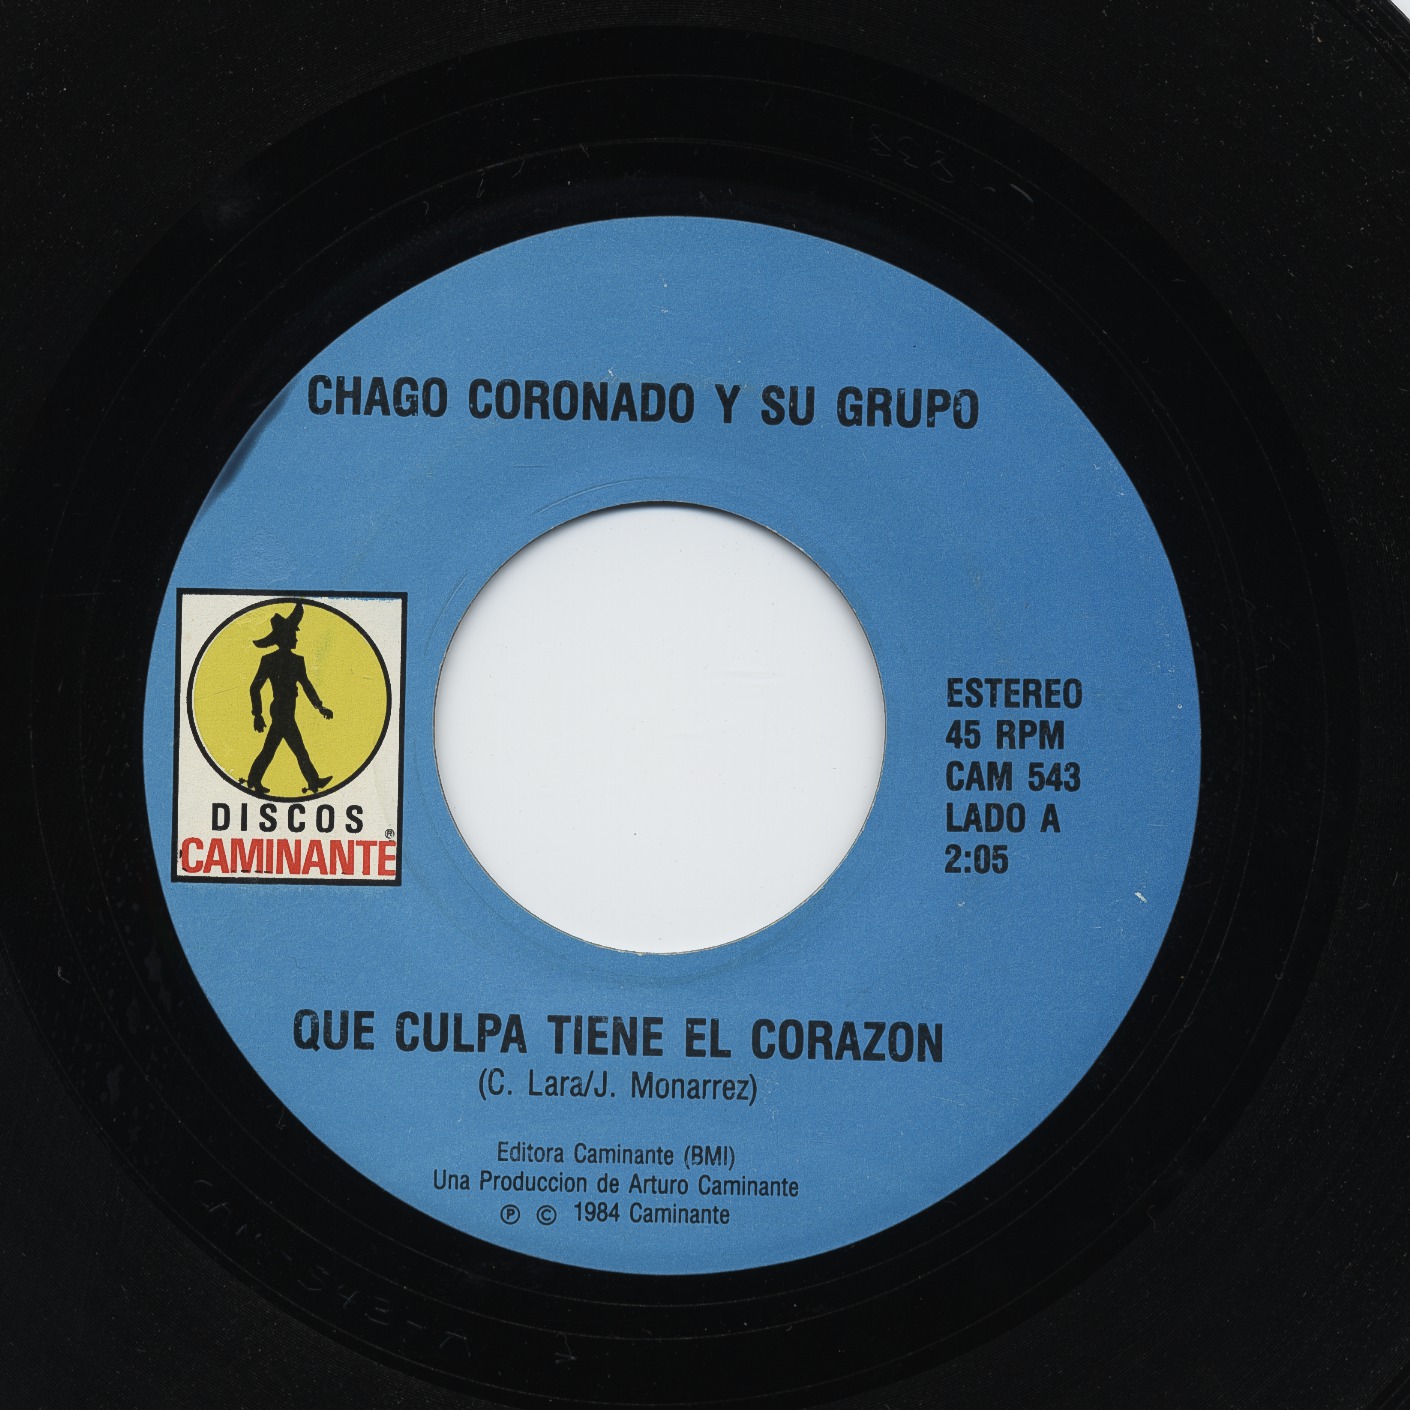 CHAGO CORONADO Y SU GRUPO
DISCOS
CAMINANTE®
ESTEREO
45 RPM
CAM 543
LADO A
2:05
QUE CULPA TIENE EL CORAZON
(C. Lara/J. Monarrez)
Editora Caminante (BMI)
Una Produccion de Arturo Caminante
Ⓟ © 1984 Caminante